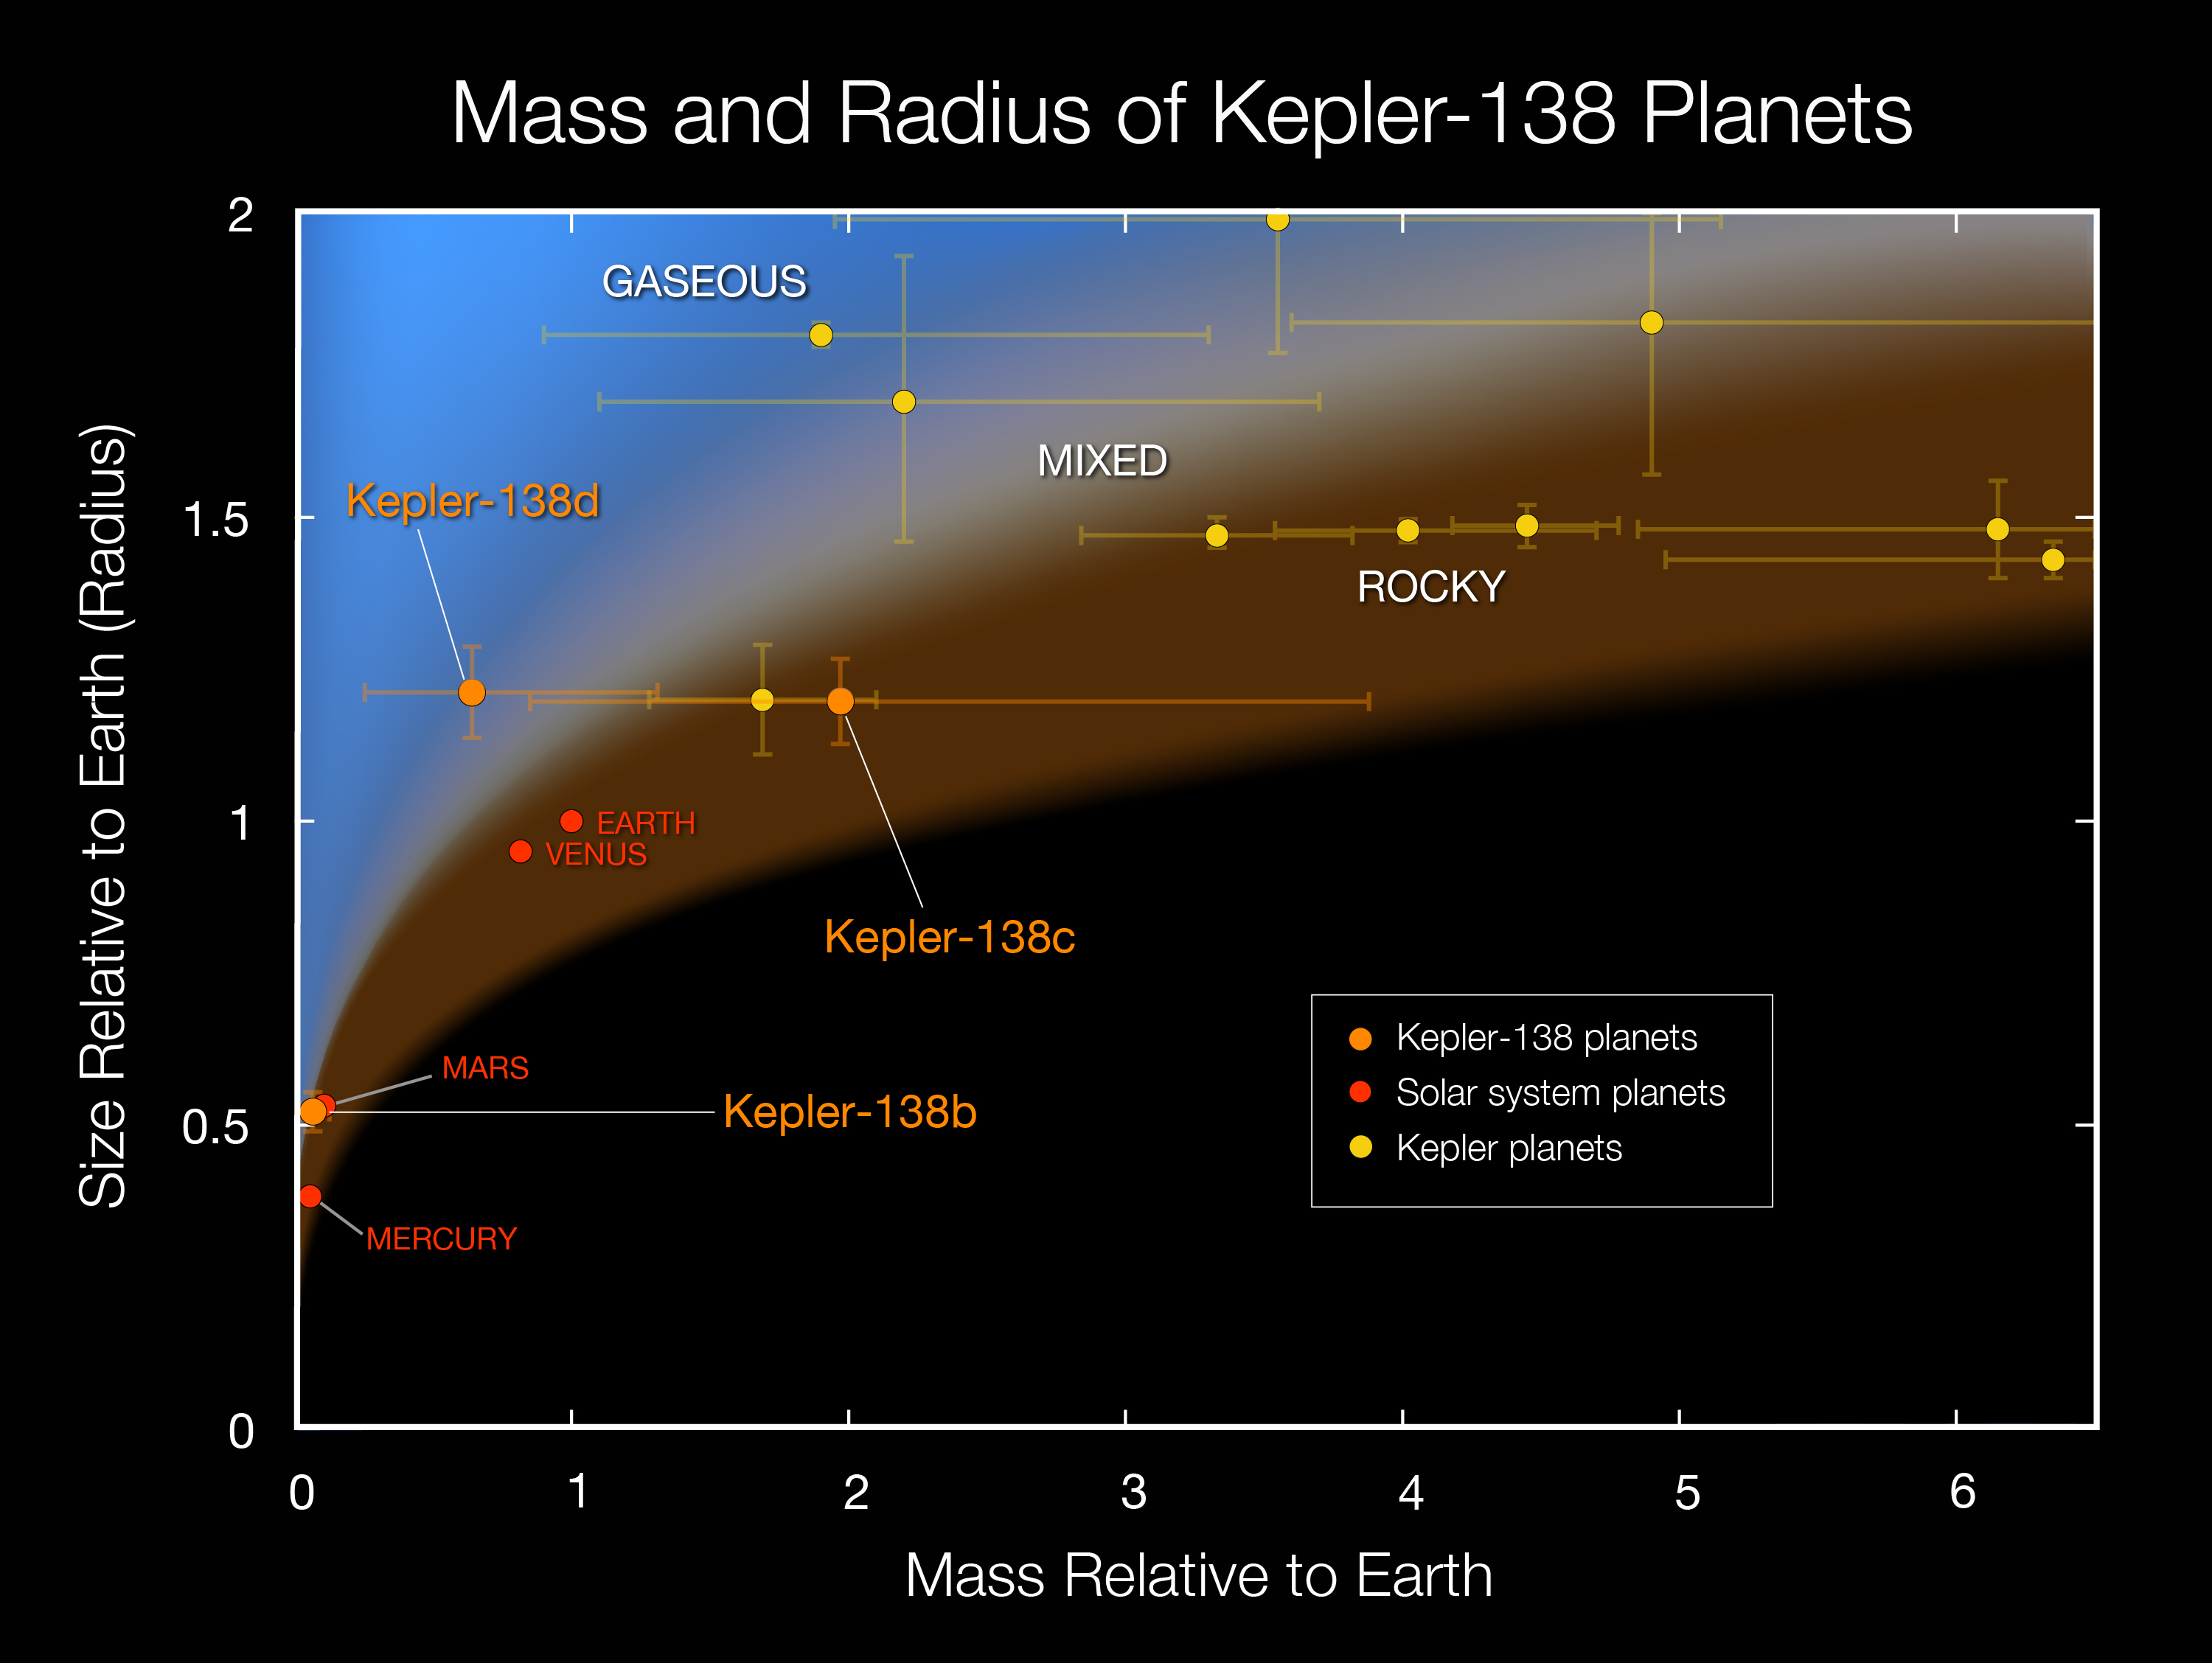 Mass and Radius of Kepler-138 Planets
Size Relative to Earth (Radius)
2
1.5
1
0.5
0
GASEOUS
MIXED
Kepler-138d
ROCKY
EARTH
VENUS
Kepler-138c
MARS
Kepler-138b
MERCURY
Kepler-138 planets
Solar system planets
Kepler planets
0 1 2 3 4 5 6
Mass Relative to Earth